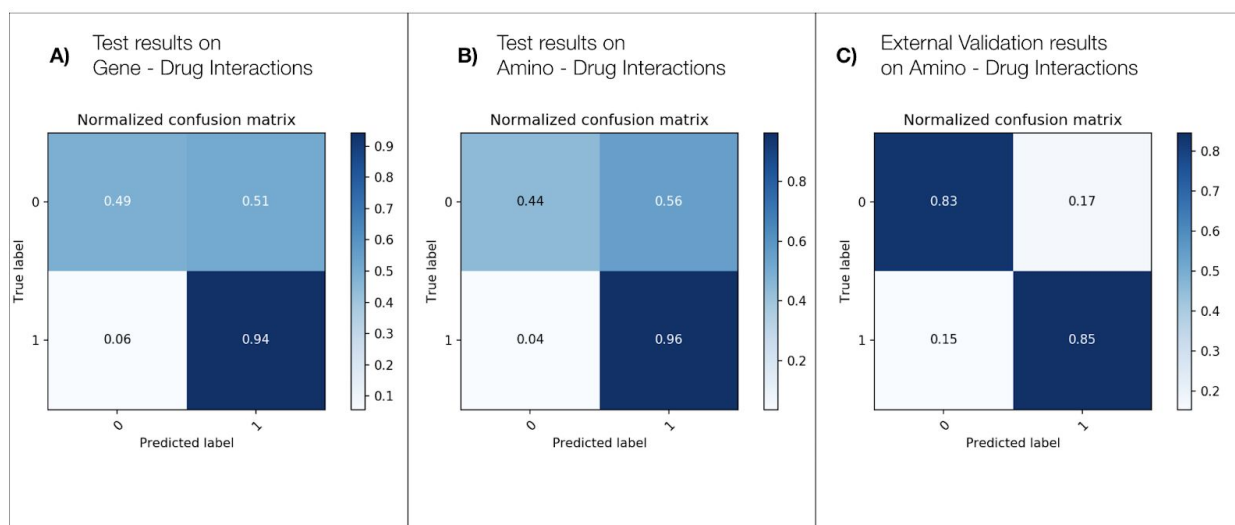 A) Test results on
Gene - Drug Interactions
Normalized confusion matrix
0
1
True label
0.49
0.51
0.06
0.94
0
1
Predicted label
0.9
0.8
0.7
0.6
0.5
0.4
0.3
0.2
0.1
B) Test results on
Amino - Drug Interactions
Normalized confusion matrix
0
1
True label
0.44
0.56
0.04
0.96
0
1
Predicted label
0.8
0.6
0.4
0.2
C) External Validation results
on Amino - Drug Interactions
Normalized confusion matrix
0
1
True label
0.83
0.17
0.15
0.85
0
1
Predicted label
0.8
0.7
0.6
0.5
0.4
0.3
0.2